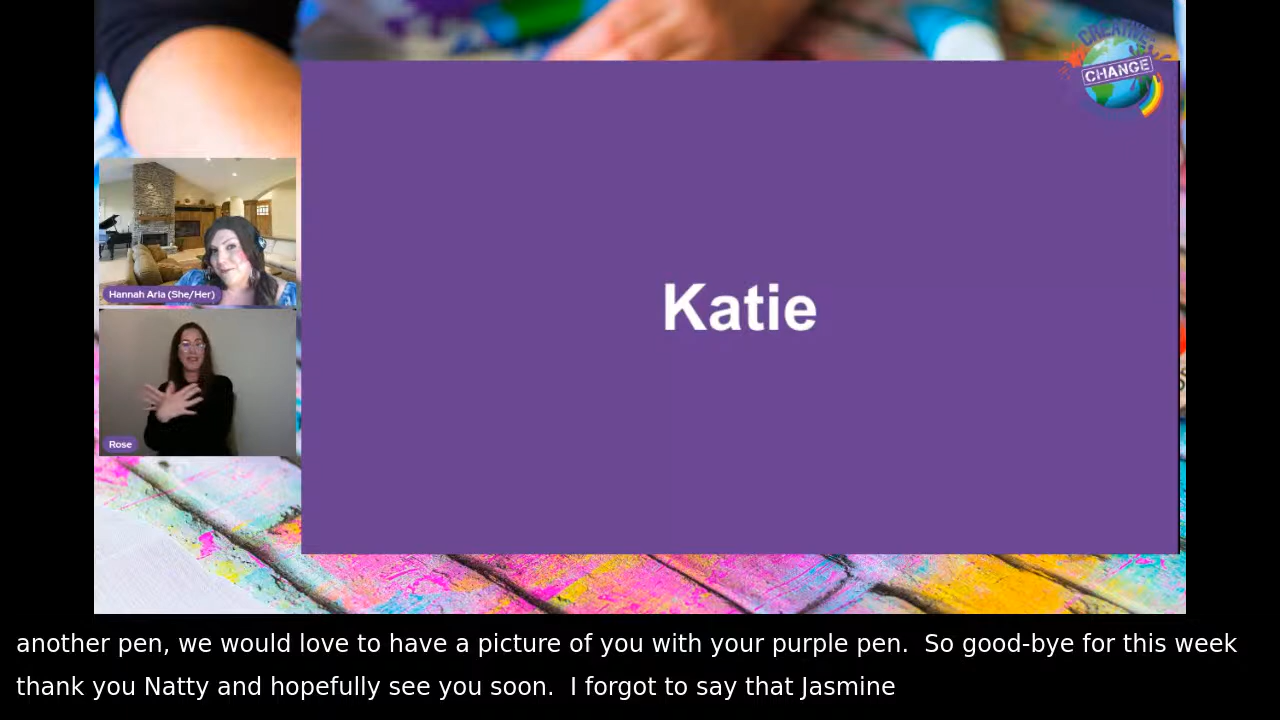 CREATIVE
CHANGE
Hannah Aria (She/Her)
Katie
Rose
another pen, we would love to have a picture of you with your purple pen.  So good-bye for this week
thank you Natty and hopefully see you soon.  I forgot to say that Jasmine